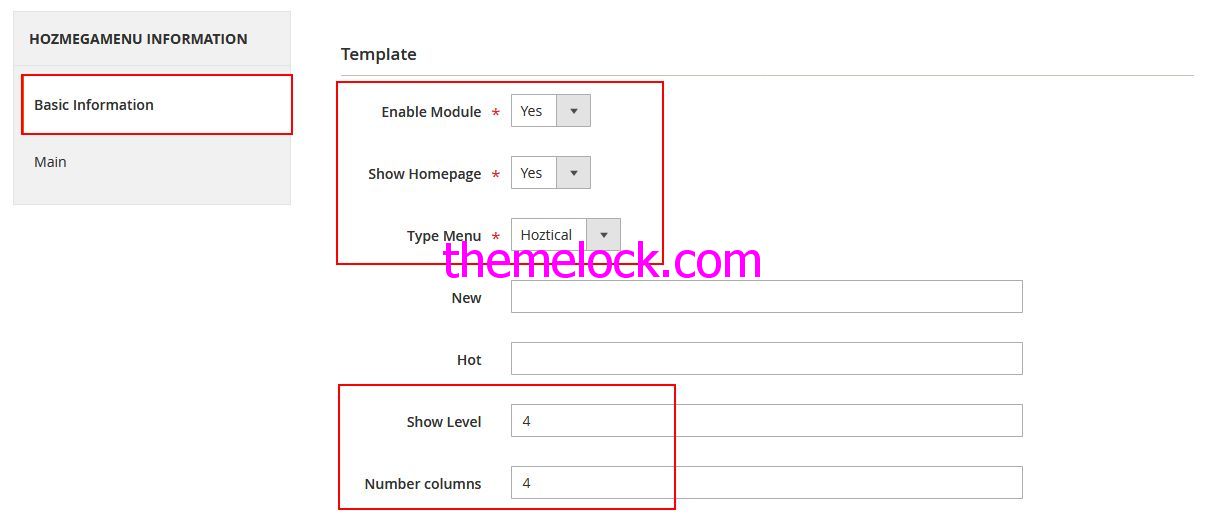 HOZMEGAMENU INFORMATION
Basic Information
Main
Template
Enable Module * Yes
Show Homepage * Yes
Type Menu * Hoztical
themelock.com
New
Hot
Show Level 4
Number columns 4